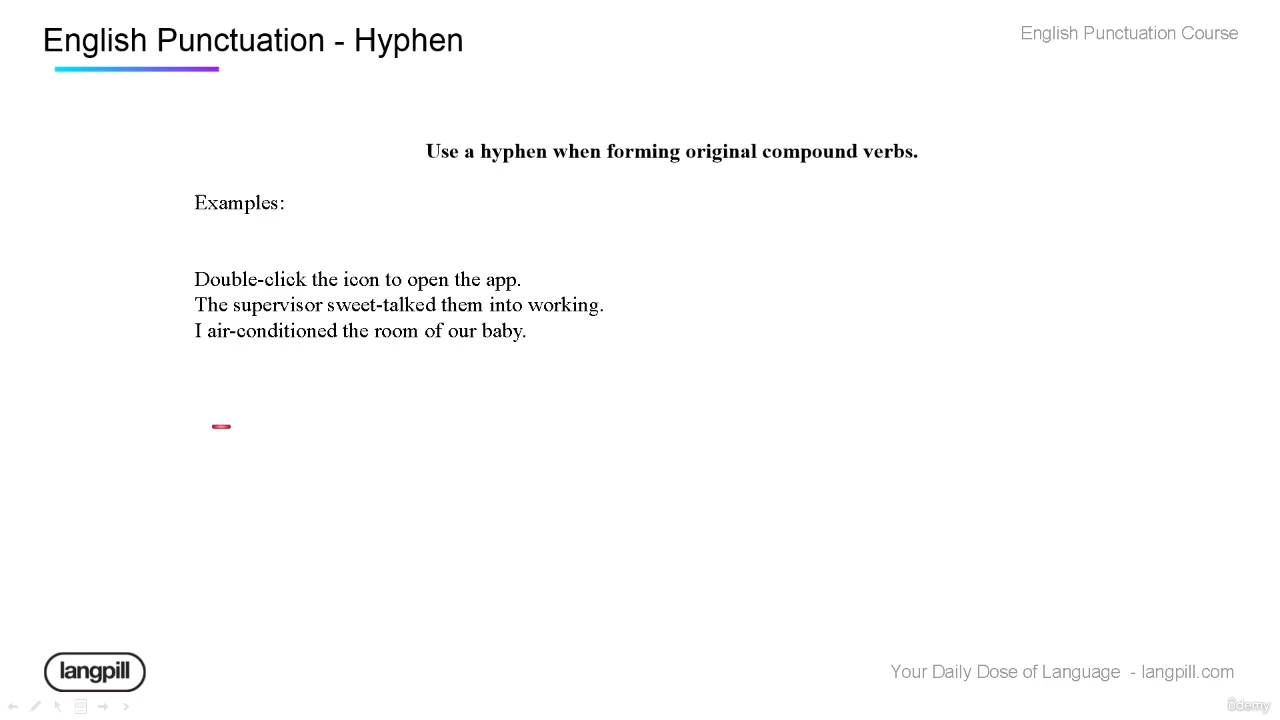 English Punctuation - Hyphen
English Punctuation Course
Use a hyphen when forming original compound verbs.
Examples:
Double-click the icon to open the app.
The supervisor sweet-talked them into working.
I air-conditioned the room of our baby.
langpill
Your Daily Dose of Language - langpill.com
ûdemy